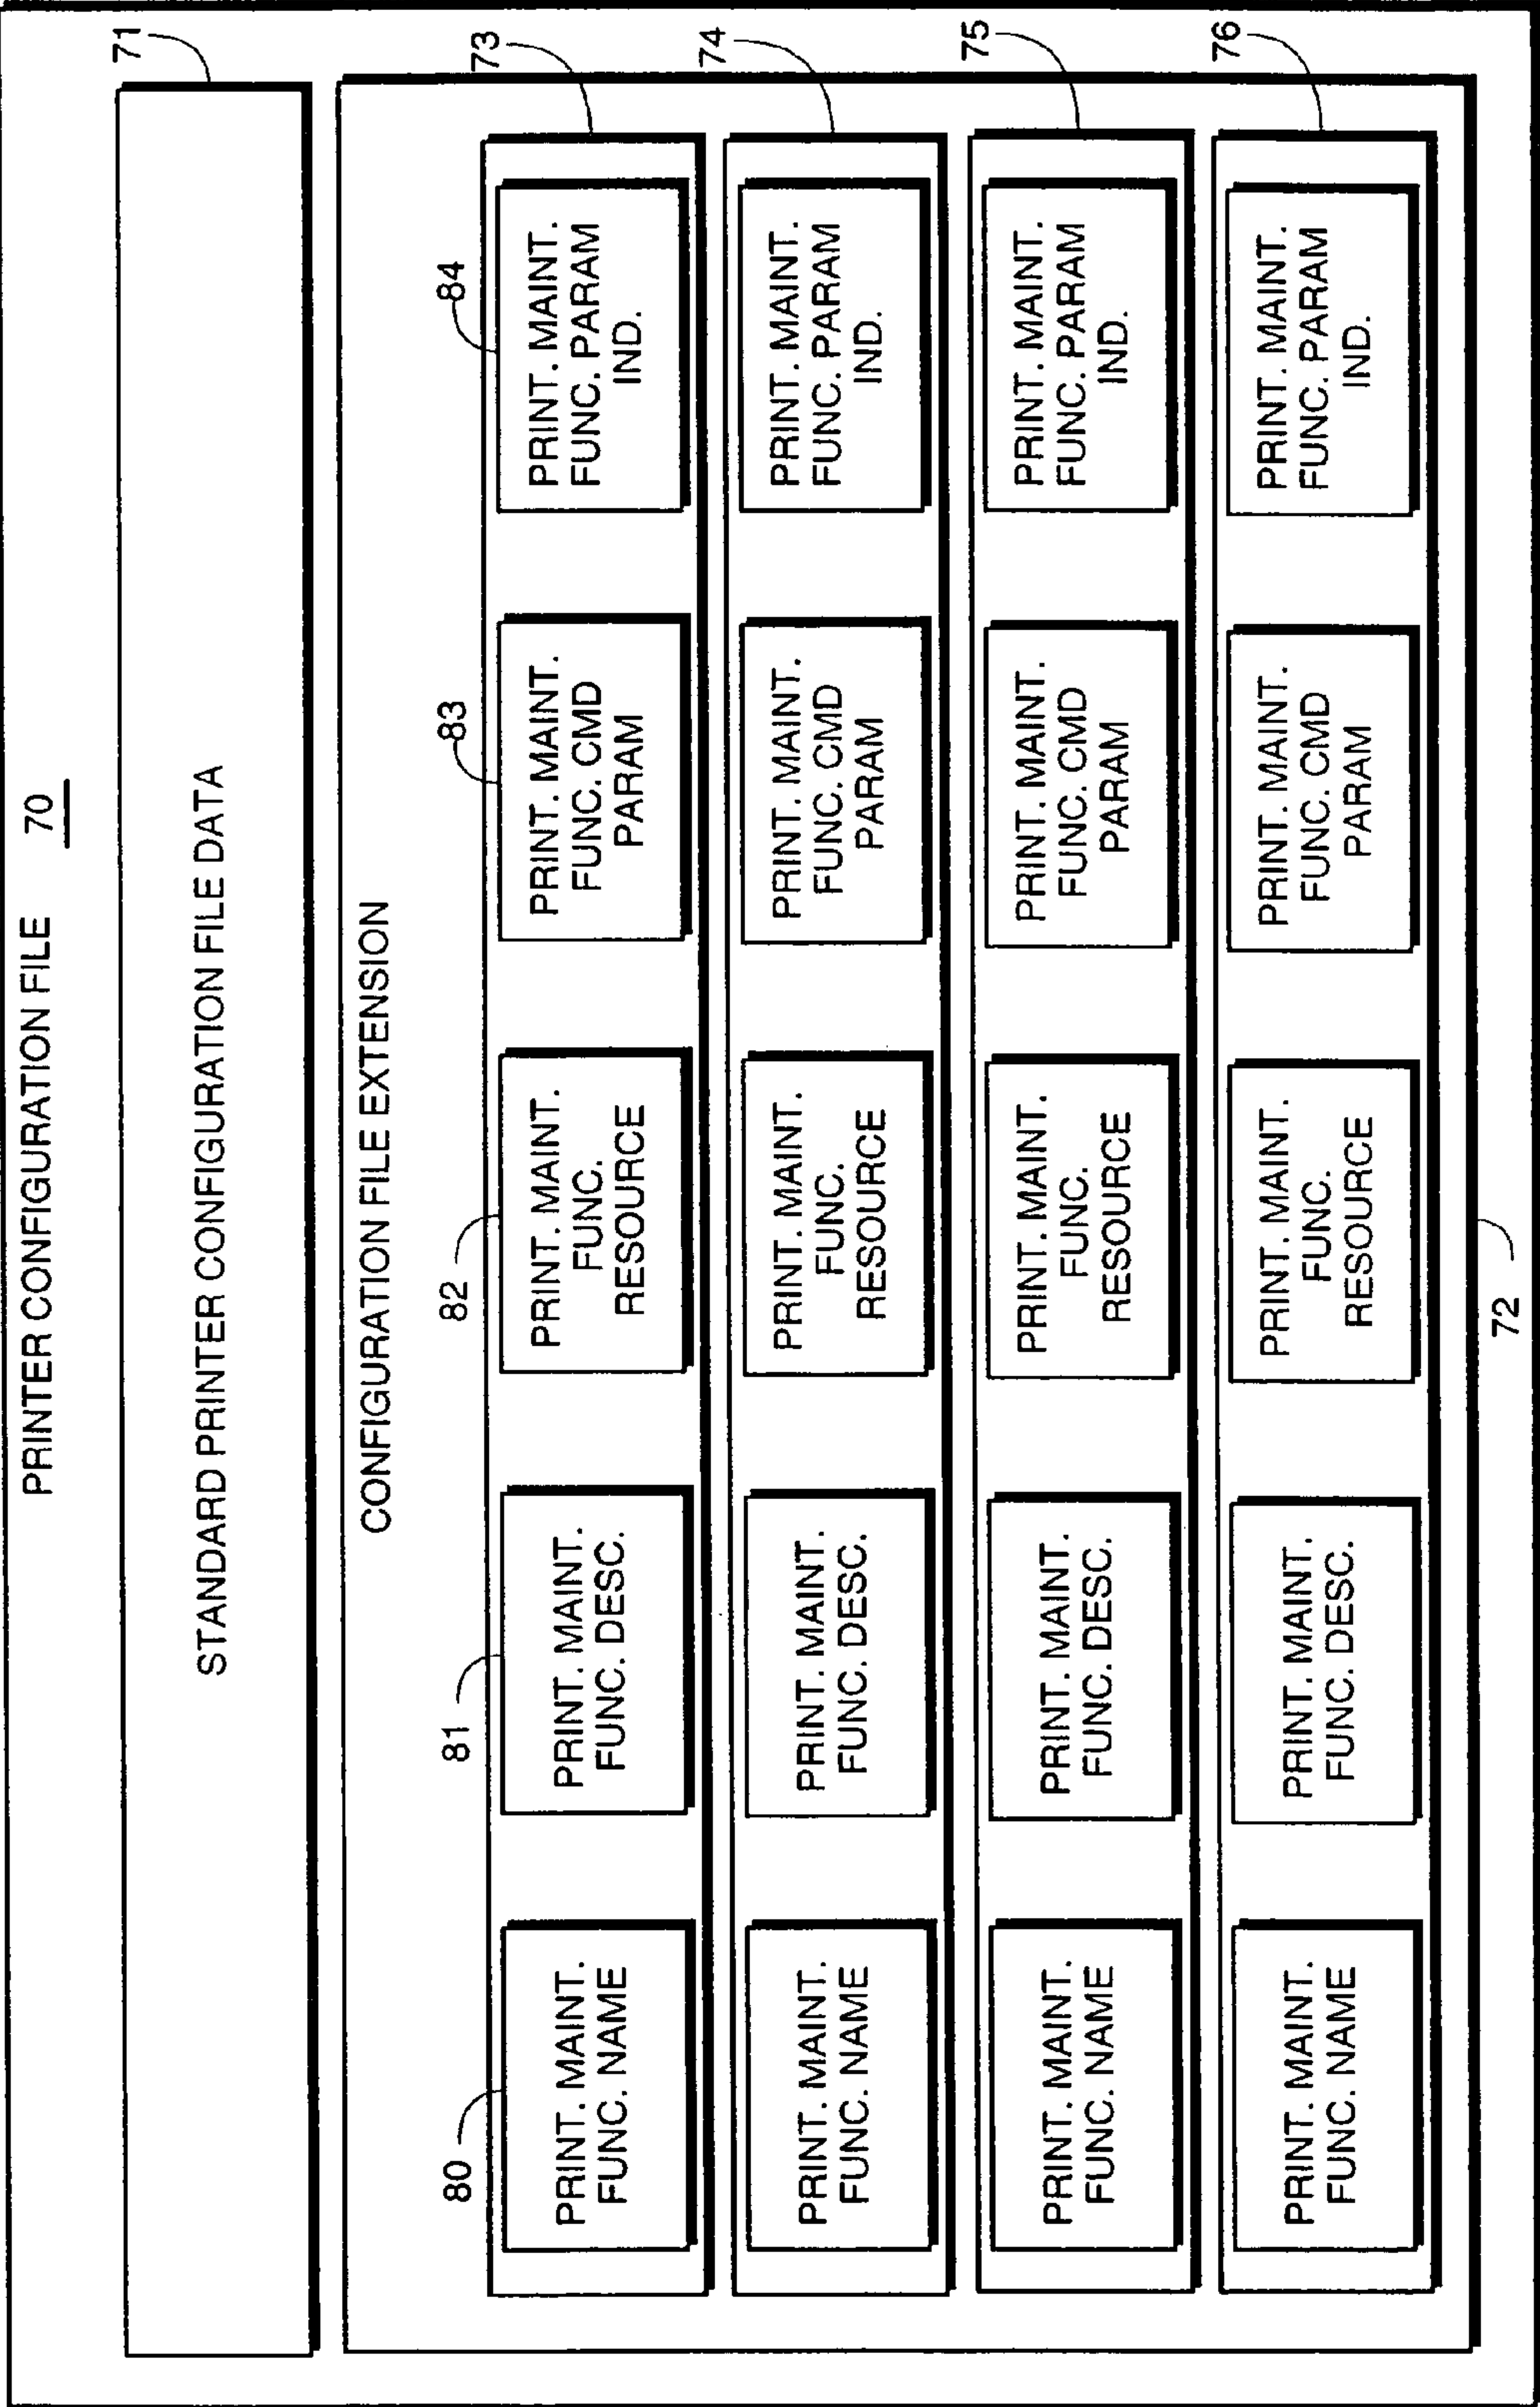 PRINTER CONFIGURATION FILE 70
71
STANDARD PRINTER CONFIGURATION FILE DATA
CONFIGURATION FILE EXTENSION
73
80
81
82
83
84
PRINT. MAINT.
FUNC. NAME
PRINT. MAINT.
FUNC. DESC.
PRINT. MAINT.
FUNC.
RESOURCE
PRINT. MAINT.
FUNC. CMD
PARAM
PRINT. MAINT.
FUNC. PARAM
IND.
74
PRINT. MAINT.
FUNC. NAME
PRINT. MAINT.
FUNC. DESC.
PRINT. MAINT.
FUNC.
RESOURCE
PRINT. MAINT.
FUNC. CMD
PARAM
PRINT. MAINT.
FUNC. PARAM
IND.
75
PRINT. MAINT.
FUNC. NAME
PRINT. MAINT.
FUNC. DESC.
PRINT. MAINT.
FUNC.
RESOURCE
PRINT. MAINT.
FUNC. CMD
PARAM
PRINT. MAINT.
FUNC. PARAM
IND.
76
PRINT. MAINT.
FUNC. NAME
PRINT. MAINT.
FUNC. DESC.
PRINT. MAINT.
FUNC.
RESOURCE
PRINT. MAINT.
FUNC. CMD
PARAM
PRINT. MAINT.
FUNC. PARAM
IND.
72